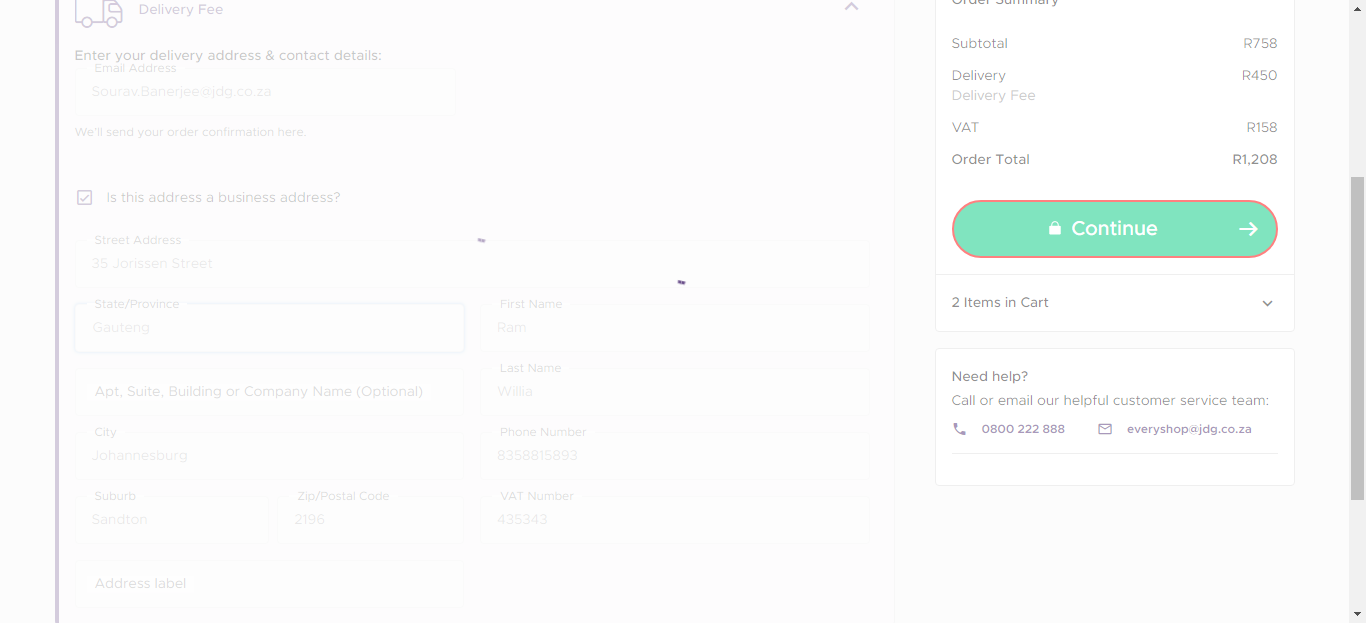 Delivery Fee
Enter your delivery address & contact details:
Email Address
Sourav.Banerjee@jdg.co.za
We'll send your order confirmation here.
Is this address a business address?
Street Address
35 Jorissen Street
State/Province
Gauteng
First Name
Ram
Apt, Suite, Building or Company Name (Optional)
Last Name
Willia
City
Johannesburg
Phone Number
8358815893
Suburb
Sandton
Zip/Postal Code
2196
VAT Number
435343
Address label
Order Summary
Subtotal R758
Delivery R450
Delivery Fee
VAT R158
Order Total R1,208
Continue
2 Items in Cart
Need help?
Call or email our helpful customer service team:
0800 222 888 everyshop@jdg.co.za